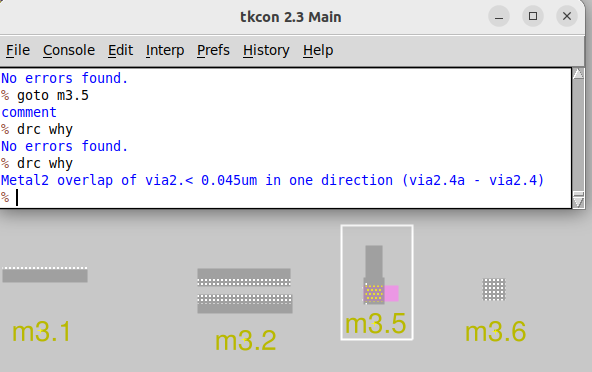 tkcon 2.3 Main
File Console Edit Interp Prefs History Help
No errors found.
% goto m3.5
comment
% drc why
No errors found.
% drc why
Metal2 overlap of via2.< 0.045um in one direction (via2.4a - via2.4)
%
m3.1 m3.2 m3.5 m3.6